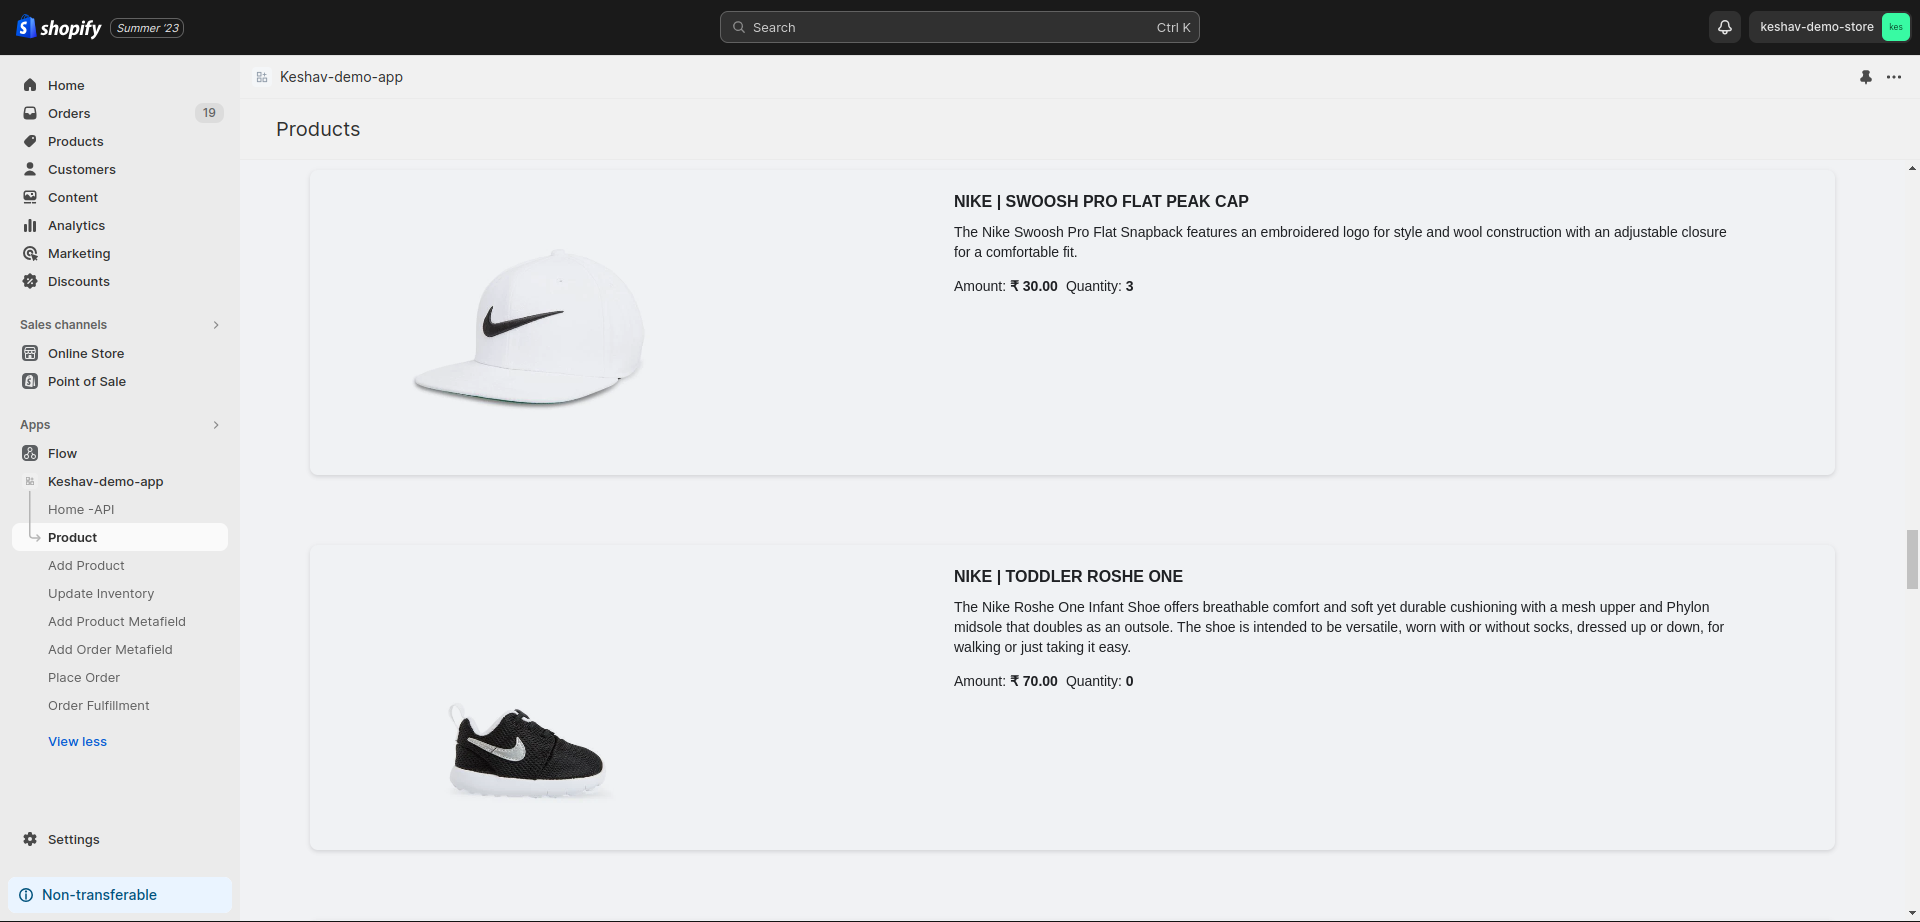 shopify Summer '23
Search Ctrl K
keshav-demo-store kes
Home
Orders 19
Products
Customers
Content
Analytics
Marketing
Discounts
Sales channels
Online Store
Point of Sale
Apps
Flow
Keshav-demo-app
Home -API
Product
Add Product
Update Inventory
Add Product Metafield
Add Order Metafield
Place Order
Order Fulfillment
View less
Settings
Non-transferable
Keshav-demo-app
Products
NIKE | SWOOSH PRO FLAT PEAK CAP
The Nike Swoosh Pro Flat Snapback features an embroidered logo for style and wool construction with an adjustable closure
for a comfortable fit.
Amount: ₹ 30.00 Quantity: 3
NIKE | TODDLER ROSHE ONE
The Nike Roshe One Infant Shoe offers breathable comfort and soft yet durable cushioning with a mesh upper and Phylon
midsole that doubles as an outsole. The shoe is intended to be versatile, worn with or without socks, dressed up or down, for
walking or just taking it easy.
Amount: ₹ 70.00 Quantity: 0